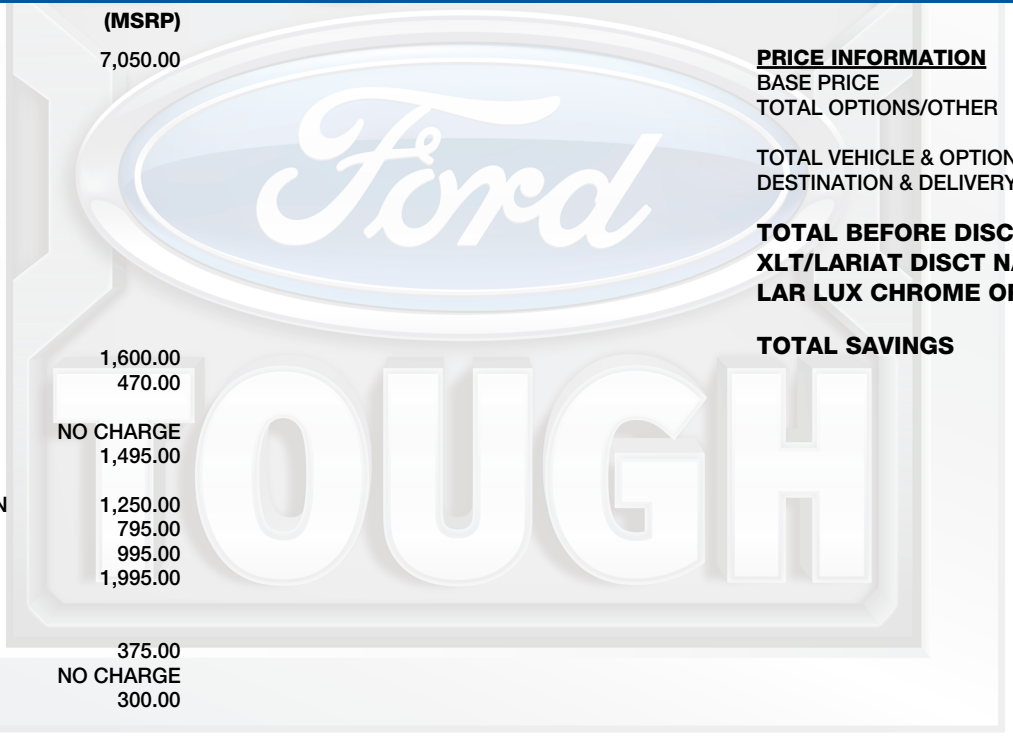 (MSRP)
7,050.00
1,600.00
470.00
NO CHARGE
1,495.00
N 1,250.00
795.00
995.00
1,995.00
375.00
NO CHARGE
300.00
PRICE INFORMATION
BASE PRICE
TOTAL OPTIONS/OTHER
TOTAL VEHICLE & OPTION
DESTINATION & DELIVERY
TOTAL BEFORE DISC
XLT/LARIAT DISCT NA
LAR LUX CHROME O
TOTAL SAVINGS
Ford
TOUGH